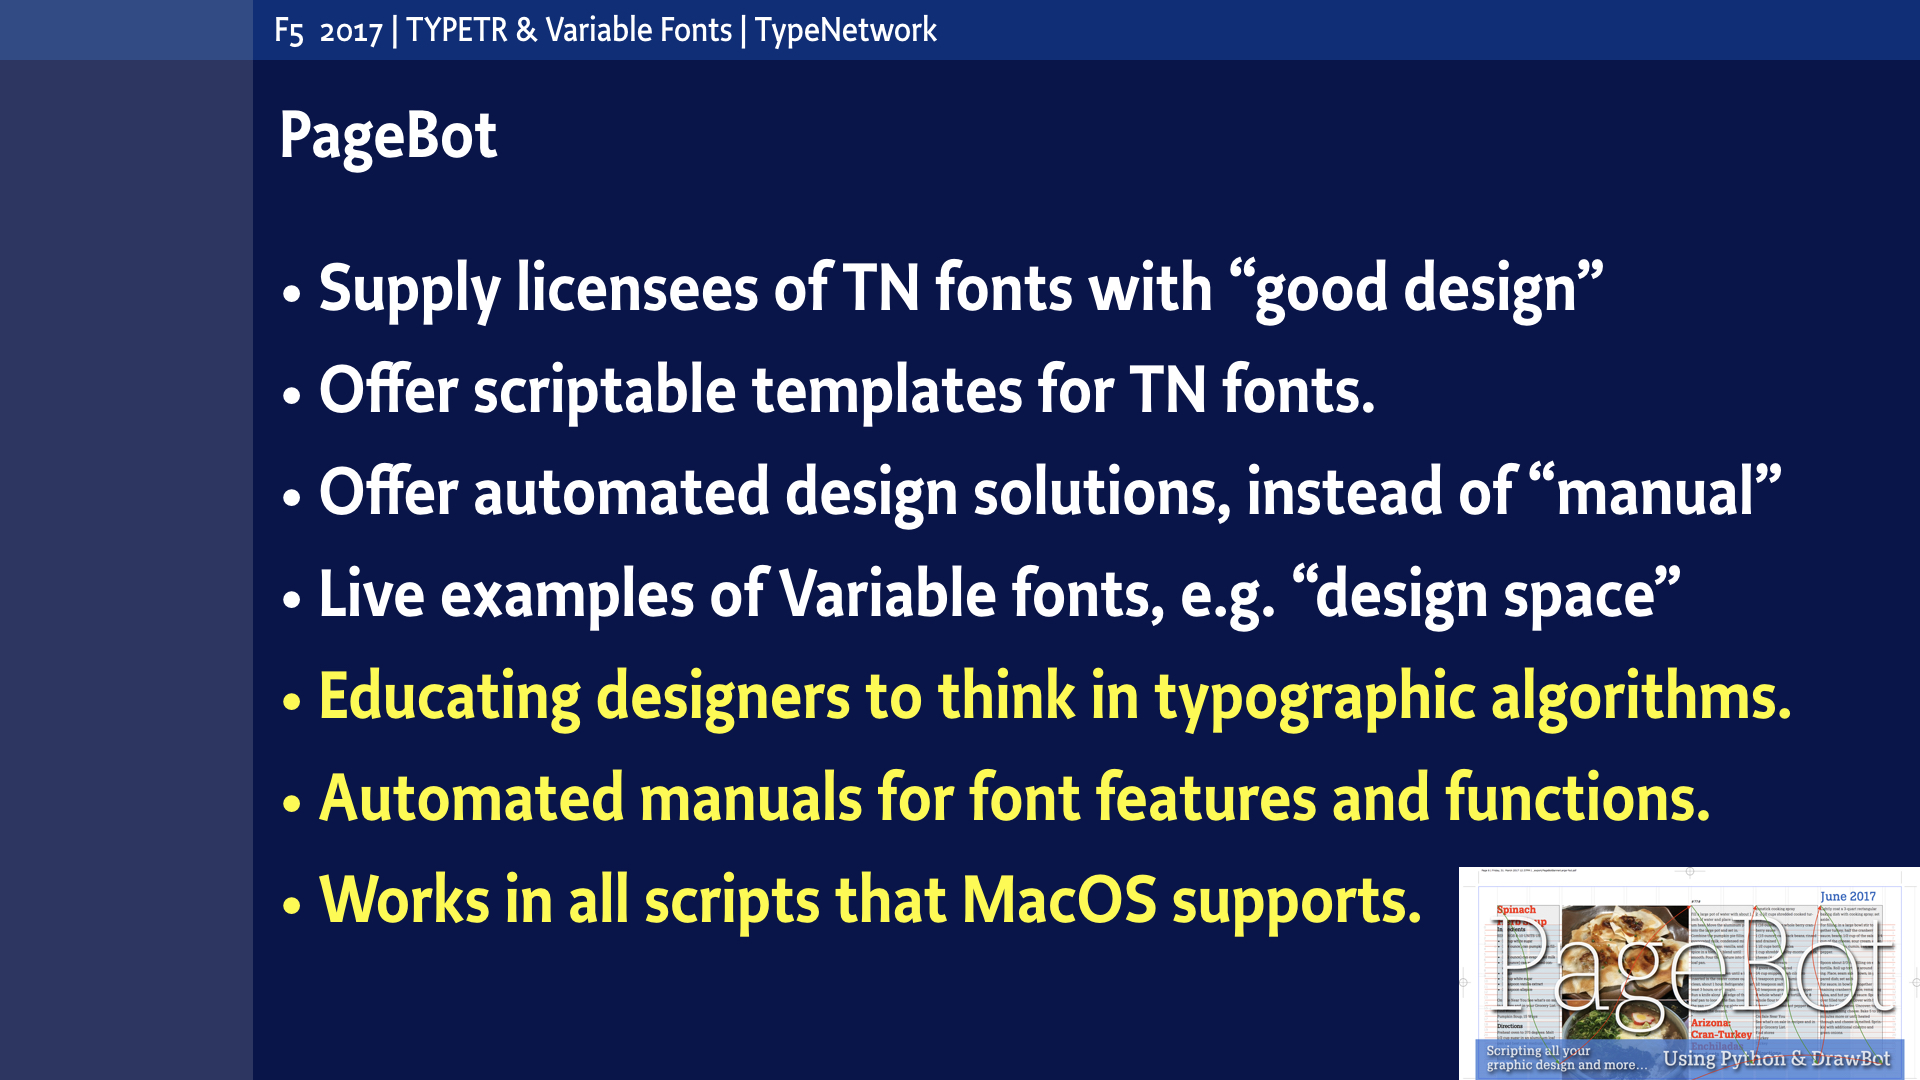 F5 2017 | TYPETR & Variable Fonts | TypeNetwork
PageBot
• Supply licensees of TN fonts with “good design”
• Offer scriptable templates for TN fonts.
• Offer automated design solutions, instead of “manual”
• Live examples of Variable fonts, e.g. “design space”
• Educating designers to think in typographic algorithms.
• Automated manuals for font features and functions.
• Works in all scripts that MacOS supports.
June 2017
Spinach
Ingredients
PageBot
Directions
Arizona:
Cran-Turkey
Enchiladas
Scripting all your
graphic design and more...
Using Python & DrawBot